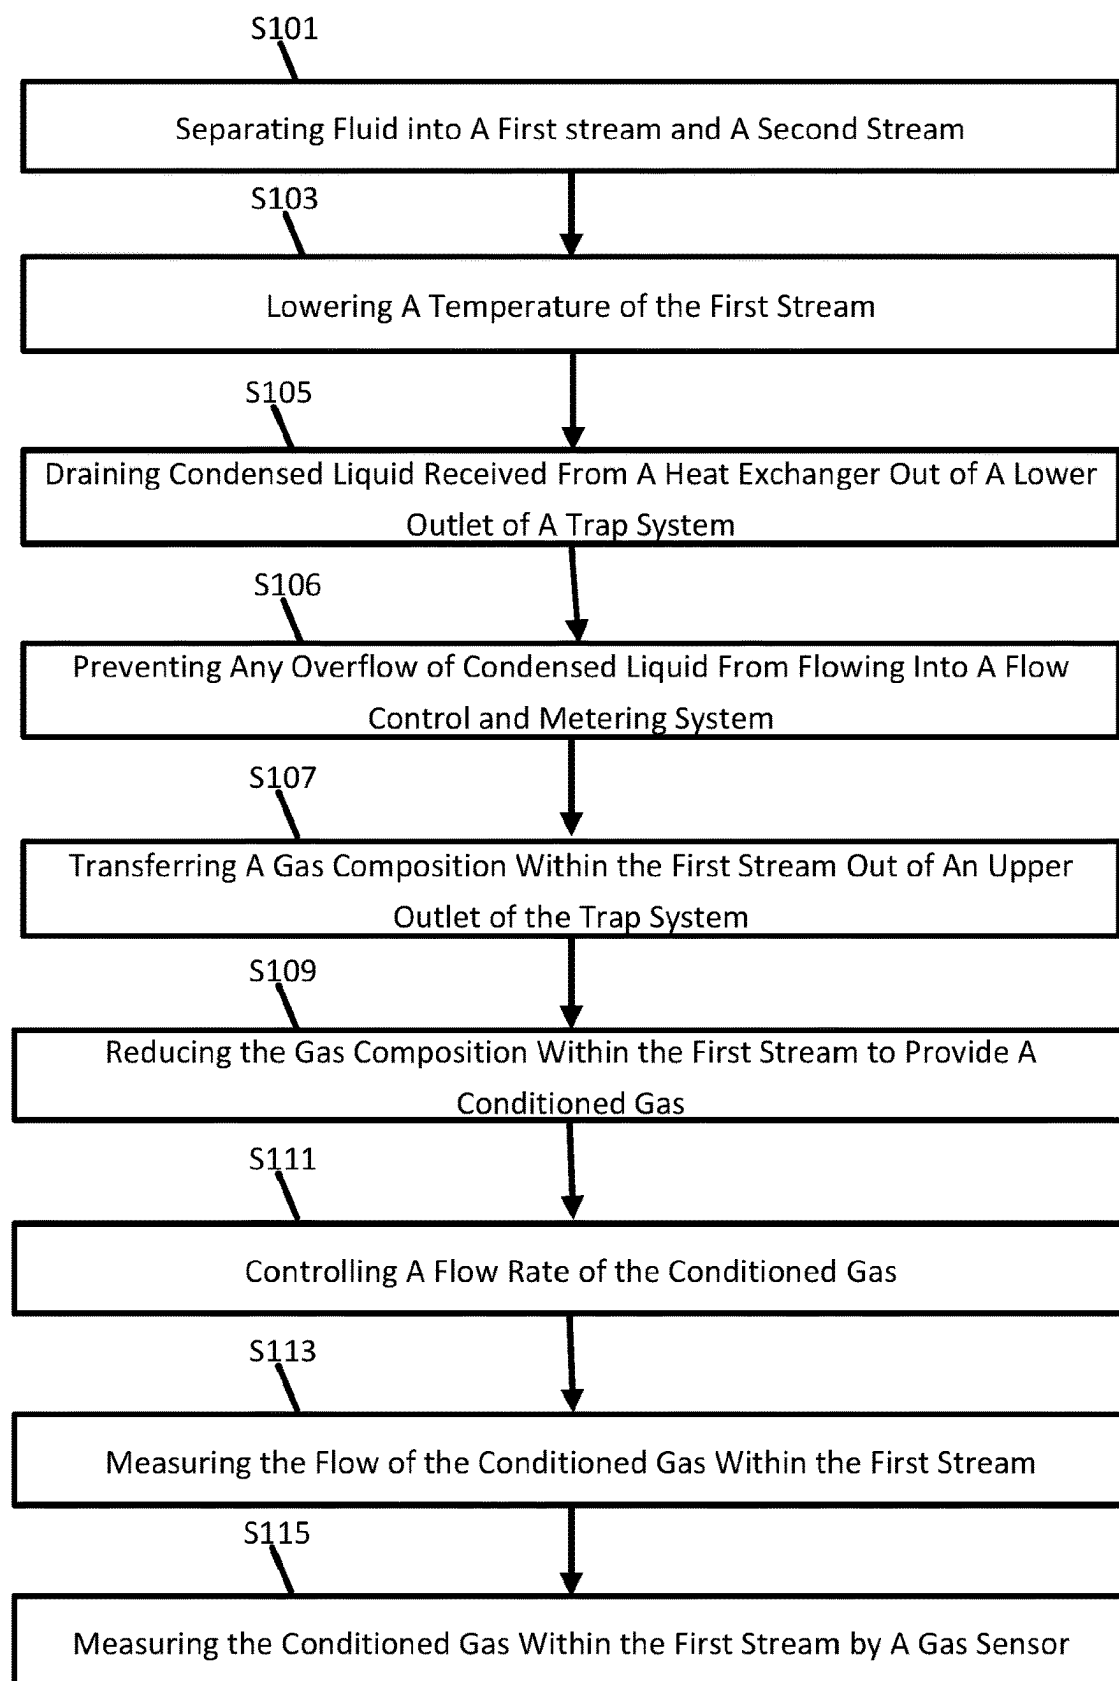 S101
Separating Fluid into A First stream and A Second Stream
S103
Lowering A Temperature of the First Stream
S105
Draining Condensed Liquid Received From A Heat Exchanger Out of A Lower
Outlet of A Trap System
S106
Preventing Any Overflow of Condensed Liquid From Flowing Into A Flow
Control and Metering System
S107
Transferring A Gas Composition Within the First Stream Out of An Upper
Outlet of the Trap System
S109
Reducing the Gas Composition Within the First Stream to Provide A
Conditioned Gas
S111
Controlling A Flow Rate of the Conditioned Gas
S113
Measuring the Flow of the Conditioned Gas Within the First Stream
S115
Measuring the Conditioned Gas Within the First Stream by A Gas Sensor